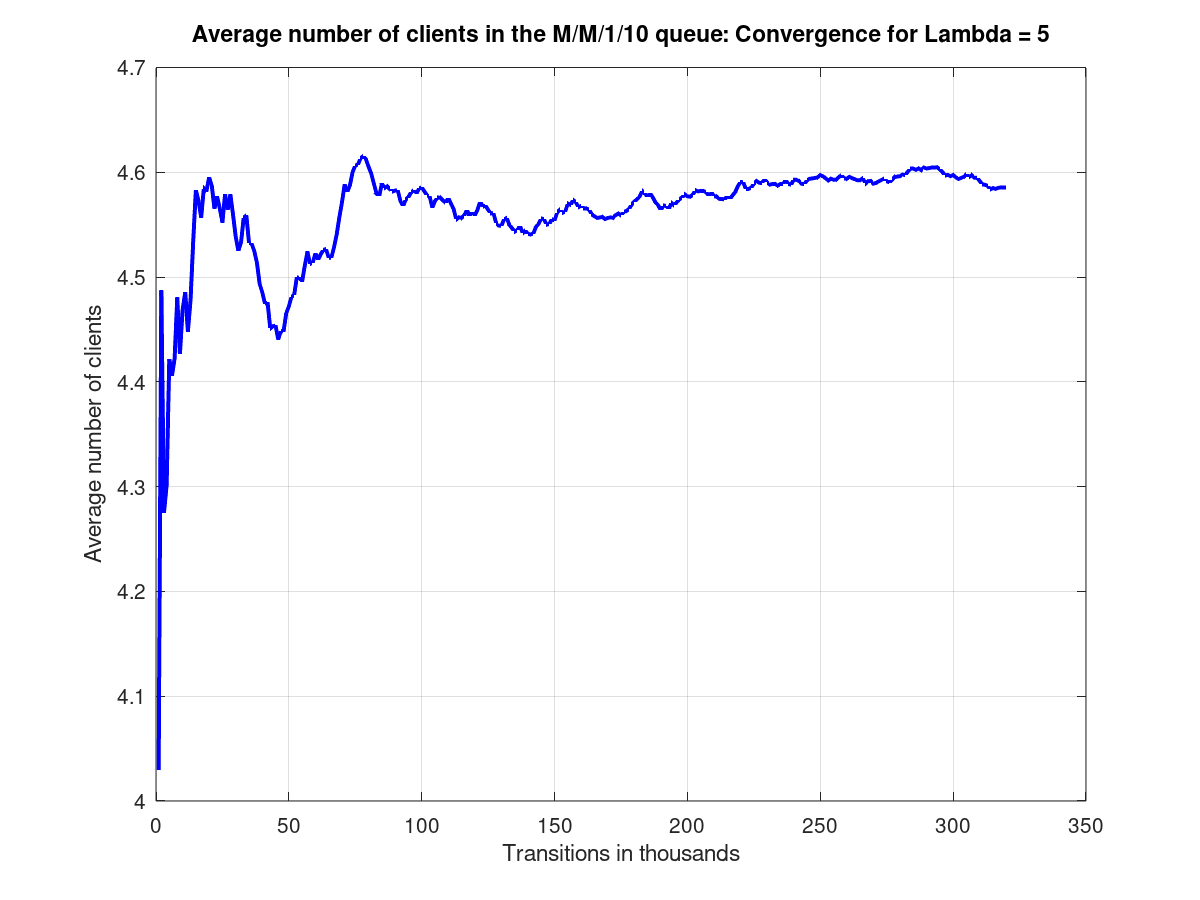 Average number of clients in the M/M/1/10 queue: Convergence for Lambda = 5
4.7
4.6
4.5
4.4
4.3
4.2
4.1
4
Average number of clients
0 50 100 150 200 250 300 350
Transitions in thousands